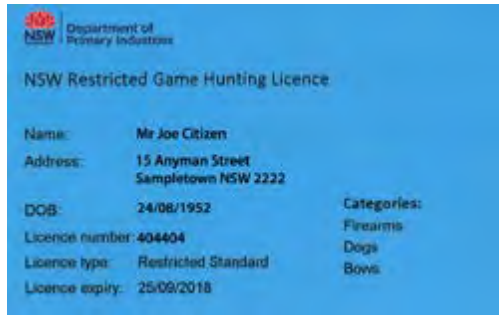 NSW
Department of
Primary Industries
NSW Restricted Game Hunting Licence
Name: Mr Joe Citizen
Address: 15 Anyman Street
Sampletown NSW 2222
DOB: 24/08/1952
Licence number: 404404
Licence type: Restricted Standard
Licence expiry: 25/09/2018
Categories:
Firearms
Dogs
Bows